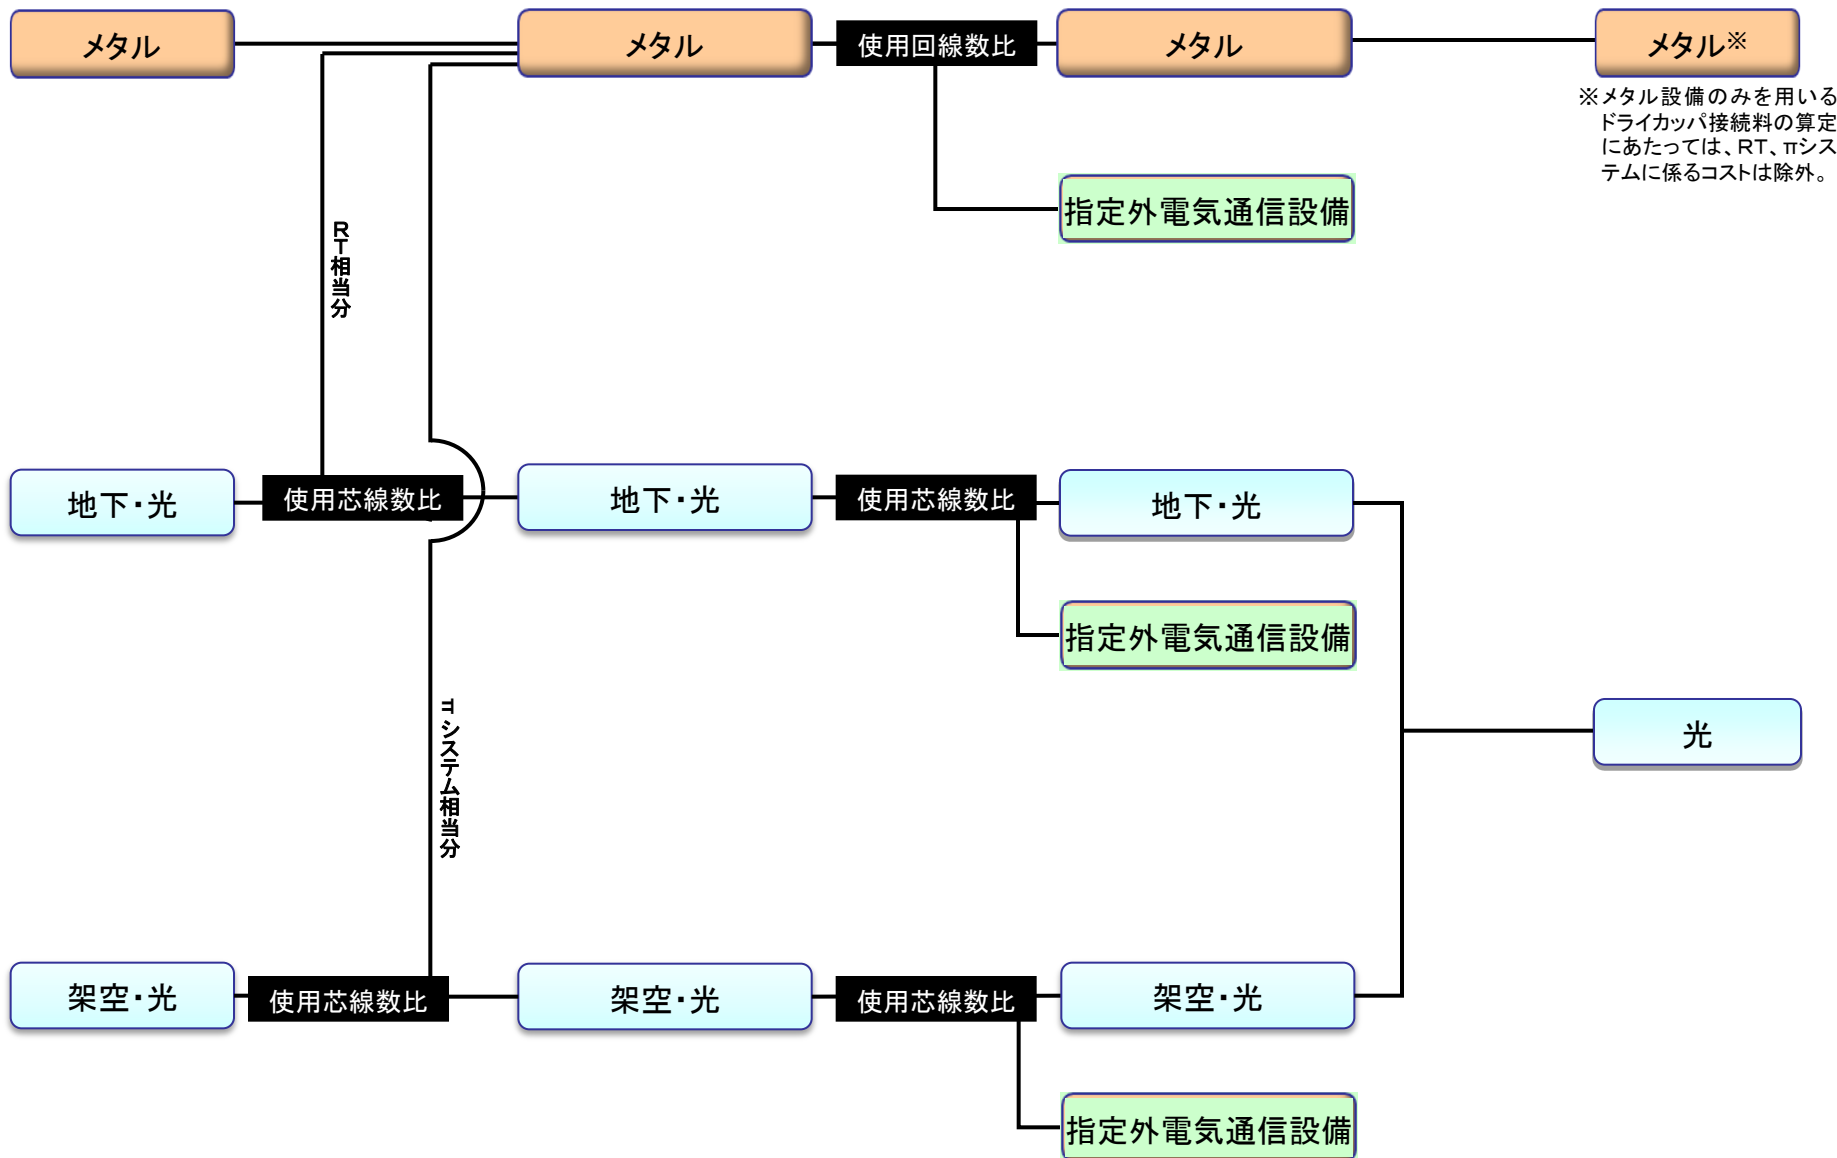 メタル
メタル
使用回線数比
メタル
メタル※
※メタル設備のみを用いる
ドライカッパ接続料の算定
にあたっては、RT、πシス
テムに係るコストは除外。
指定外電気通信設備
RT相当分
地下・光
使用芯線数比
地下・光
使用芯線数比
地下・光
指定外電気通信設備
πシステム相当分
光
架空・光
使用芯線数比
架空・光
使用芯線数比
架空・光
指定外電気通信設備